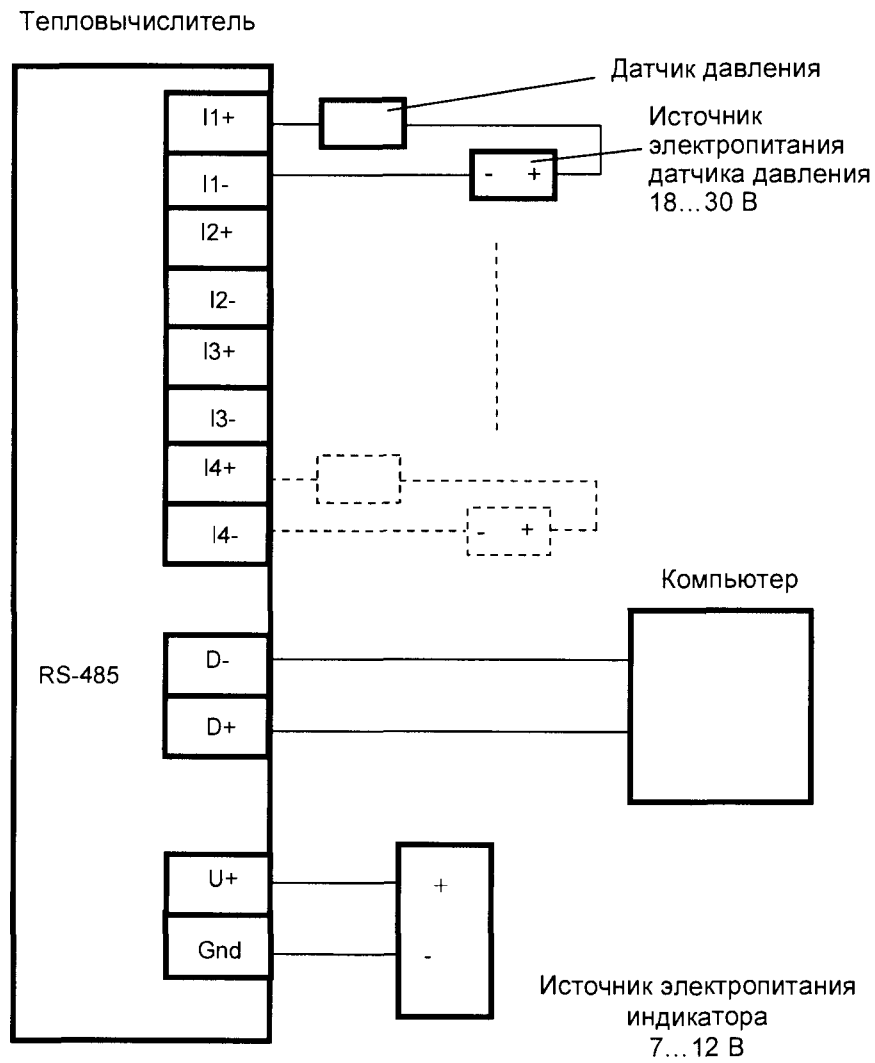 Тепловычислитель
Датчик давления
Источник
электропитания
датчика давления
18...30 В
I1+
I1-
- +
I2+
I2-
I3+
I3-
I4+
I4-
- +
Компьютер
RS-485
D-
D+
U+
+
Gnd
-
Источник электропитания
индикатора
7...12 В